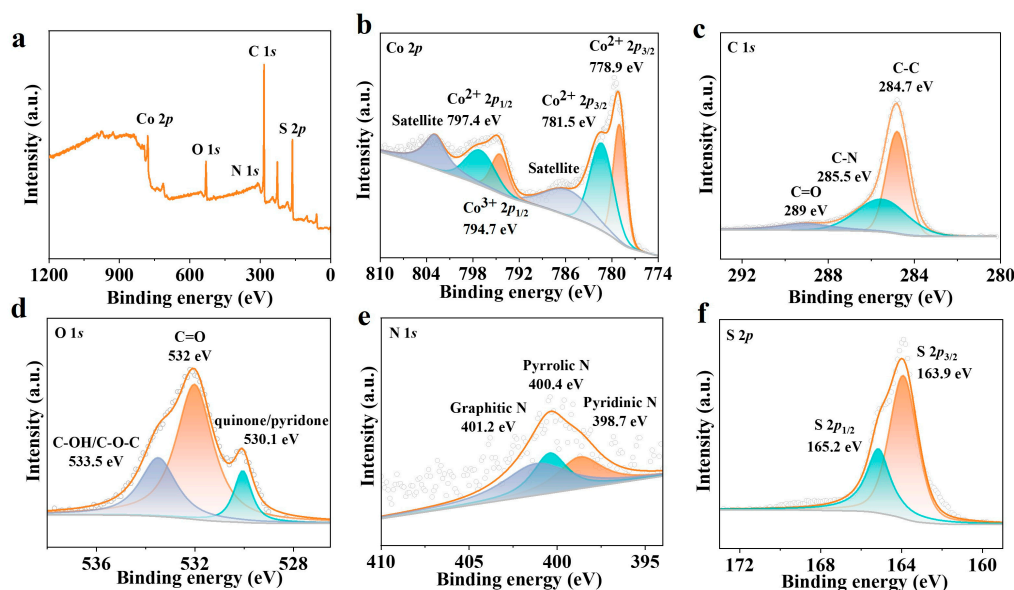 a
C 1s
Co 2p
S 2p
O 1s
N 1s
Intensity (a.u.)
1200
900
600
300
0
Binding energy (eV)
b
Co 2p
Co2+ 2p3/2
778.9 eV
Co2+ 2p1/2
797.4 eV
Co2+ 2p3/2
781.5 eV
Satellite
Satellite
Co3+ 2p1/2
794.7 eV
Intensity (a.u.)
810
804
798
792
786
780
774
Binding energy (eV)
c
C 1s
C-C
284.7 eV
C-N
285.5 eV
C=O
289 eV
Intensity (a.u.)
292
288
284
280
Binding energy (eV)
d
O 1s
C=O
532 eV
quinone/pyridone
530.1 eV
C-OH/C-O-C
533.5 eV
Intensity (a.u.)
536
532
528
Binding energy (eV)
e
N 1s
Pyrrolic N
400.4 eV
Graphitic N
401.2 eV
Pyridinic N
398.7 eV
Intensity (a.u.)
410
405
400
395
Binding energy (eV)
f
S 2p
S 2p3/2
163.9 eV
S 2p1/2
165.2 eV
Intensity (a.u.)
172
168
164
160
Binding energy (eV)